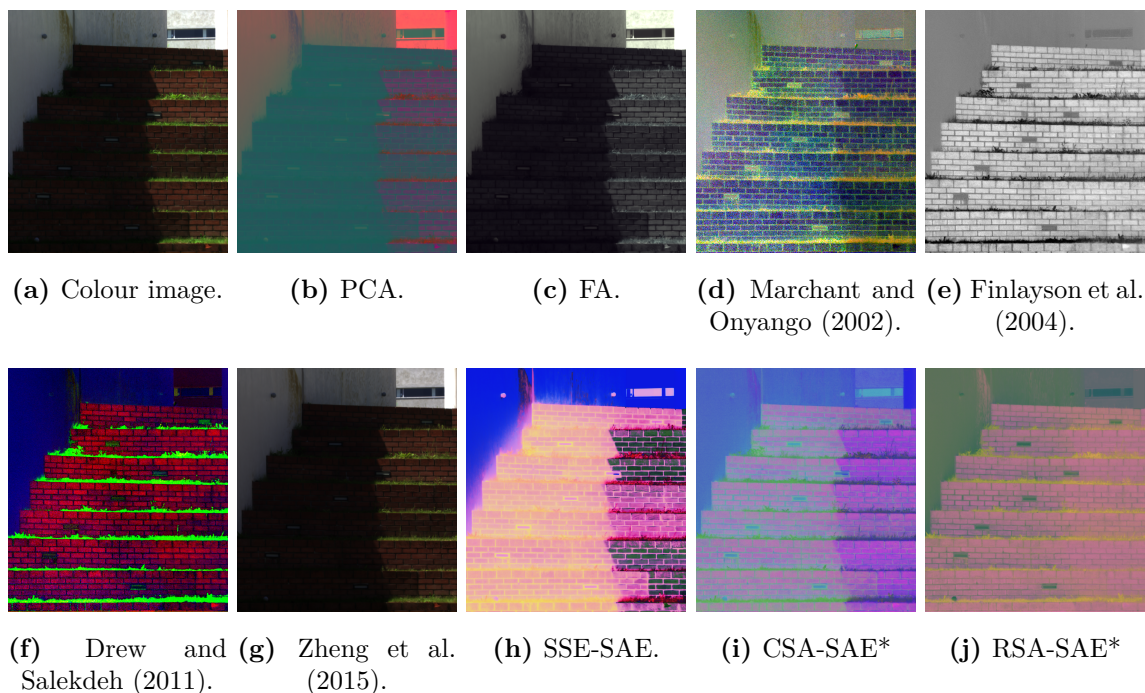 (a) Colour image.
(b) PCA.
(c) FA.
(d) Marchant and
Onyango (2002).
(e) Finlayson et al.
(2004).
(f) Drew and
Salekdeh (2011).
(g) Zheng et al.
(2015).
(h) SSE-SAE.
(i) CSA-SAE*
(j) RSA-SAE*